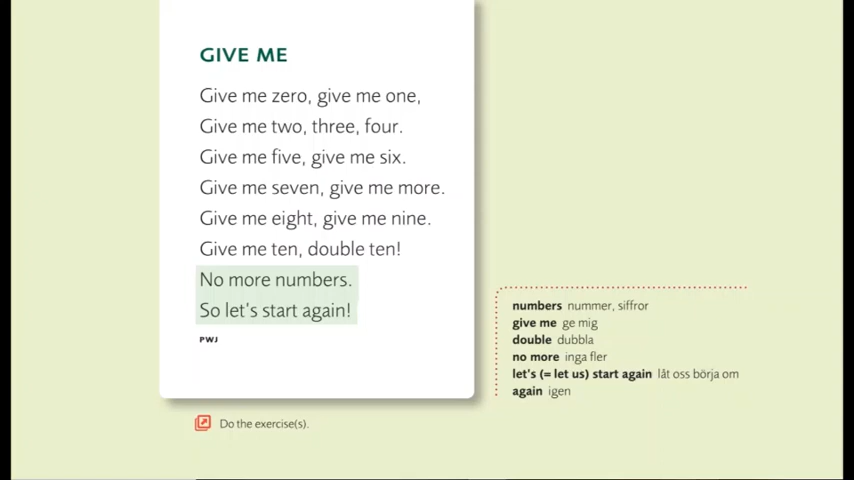 GIVE ME
Give me zero, give me one,
Give me two, three, four.
Give me five, give me six.
Give me seven, give me more.
Give me eight, give me nine.
Give me ten, double ten!
No more numbers.
So let's start again!
PWJ
Do the exercise(s).
numbers nummer, siffror
give me ge mig
double dubbla
no more inga fler
let's (= let us) start again låt oss börja om
again igen